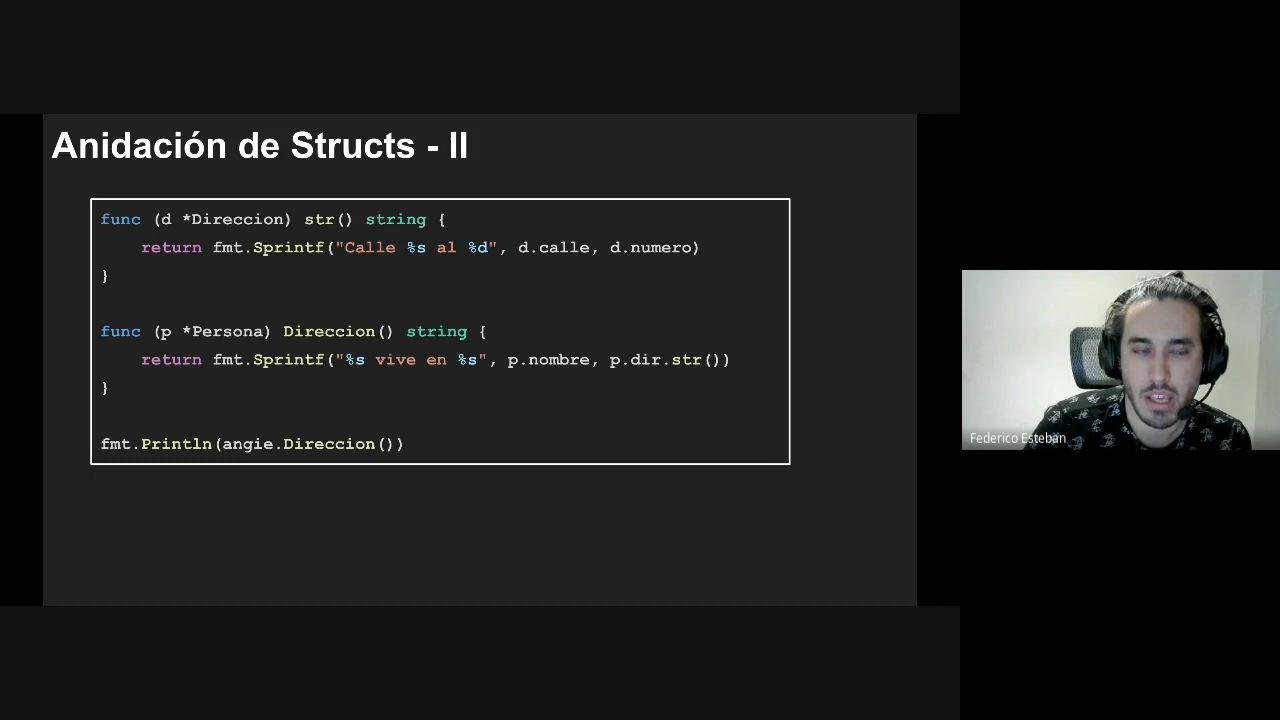 Anidación de Structs - II
func (d *Direccion) str() string {
    return fmt.Sprintf("Calle %s al %d", d.calle, d.numero)
}
func (p *Persona) Direccion() string {
    return fmt.Sprintf("%s vive en %s", p.nombre, p.dir.str())
}
fmt.Println(angie.Direccion())
Federico Esteban